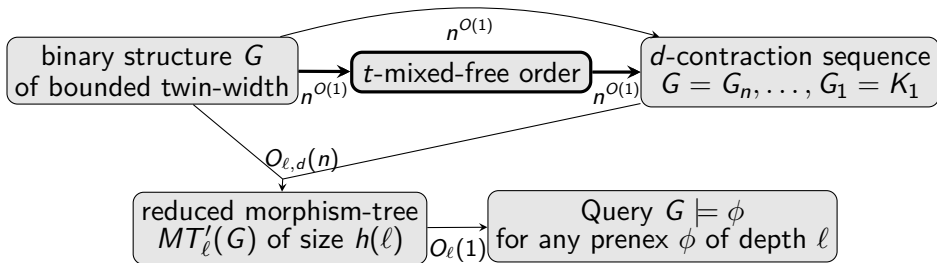 n^{O(1)}
binary structure G
of bounded twin-width
n^{O(1)}
t-mixed-free order
n^{O(1)}
d-contraction sequence
G = G_n, . . . , G_1 = K_1
O_{ℓ,d}(n)
reduced morphism-tree
MT'_ℓ(G) of size h(ℓ)
O_ℓ(1)
Query G ⊨ ϕ
for any prenex ϕ of depth ℓ